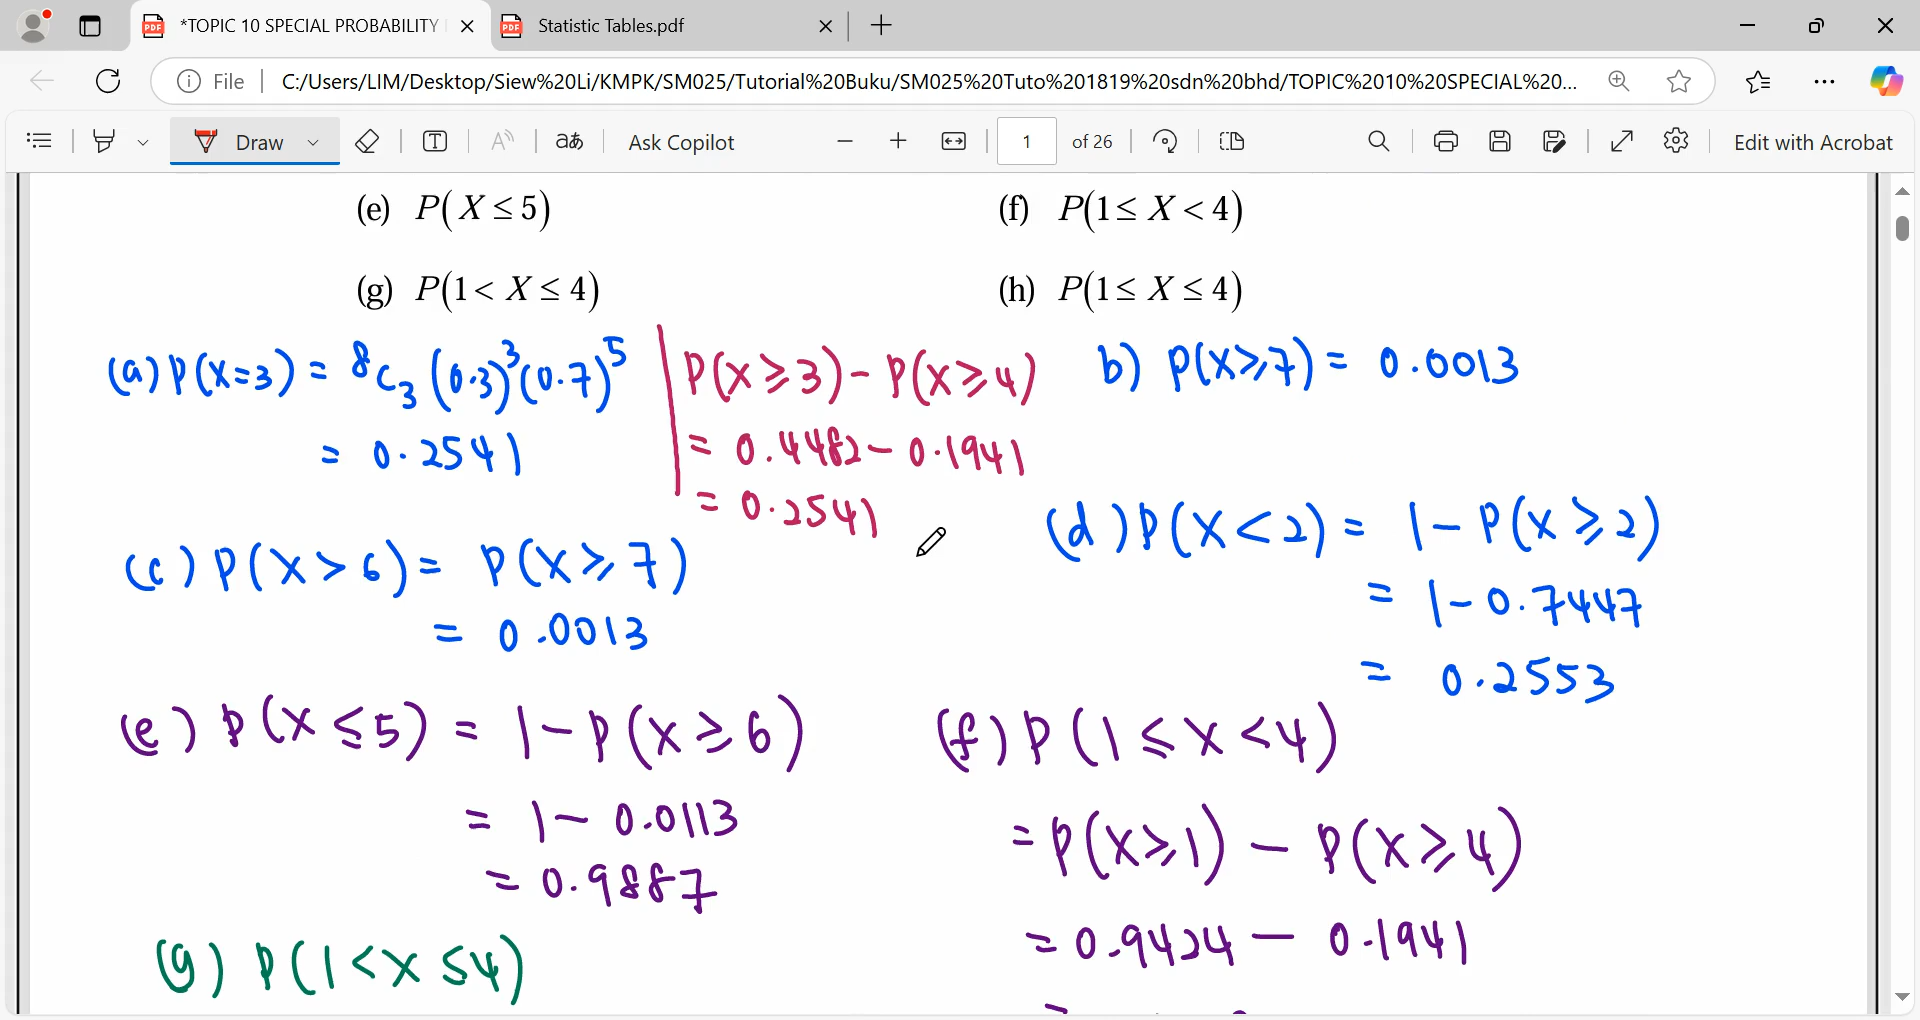 *TOPIC 10 SPECIAL PROBABILITY
Statistic Tables.pdf
File
C:/Users/LIM/Desktop/Siew%20Li/KMPK/SM025/Tutorial%20Buku/SM025%20Tuto%201819%20sdn%20bhd/TOPIC%2010%20SPECIAL%20...
Draw
Ask Copilot
1 of 26
Edit with Acrobat
(e) P(X ≤ 5)
(f) P(1 ≤ X < 4)
(g) P(1 < X ≤ 4)
(h) P(1 ≤ X ≤ 4)
(a) P(X=3) = ⁸C₃ (0.3)³(0.7)⁵
= 0.2541
P(X ≥ 3) - P(X ≥ 4)
= 0.4482 - 0.1941
= 0.2541
b) P(X ≥ 7) = 0.0013
(c) P(X > 6) = P(X ≥ 7)
= 0.0013
(d) P(X < 2) = 1 - P(X ≥ 2)
= 1 - 0.7447
= 0.2553
(e) P(X ≤ 5) = 1 - P(X ≥ 6)
= 1 - 0.0113
= 0.9887
(f) P(1 ≤ X < 4)
= P(X ≥ 1) - P(X ≥ 4)
= 0.9424 - 0.1941
(g) P(1 < X ≤ 4)